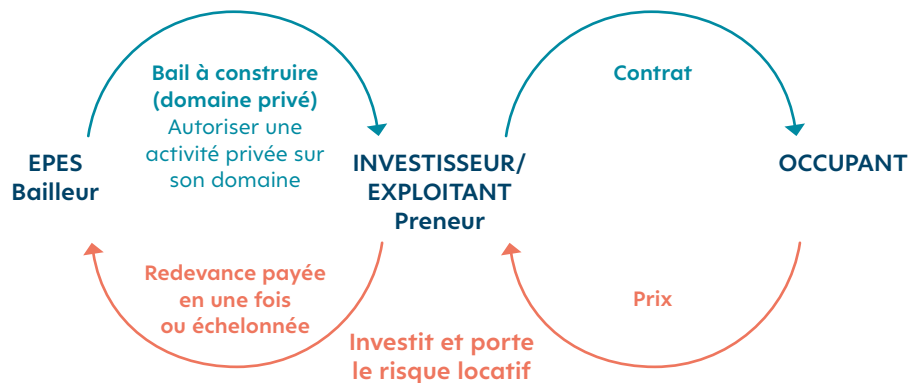 Bail à construire
(domaine privé)
Autoriser une
activité privée sur
son domaine
Contrat
EPES
Bailleur
INVESTISSEUR/
EXPLOITANT
Preneur
OCCUPANT
Redevance payée
en une fois
ou échelonnée
Prix
Investit et porte
le risque locatif